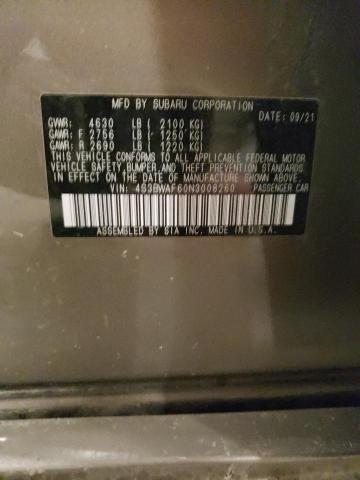 MFD BY SUBARU CORPORATION
DATE: 09/21
GVWR: 4630 LB ( 2100 KG)
GAWR: F 2756 LB ( 1250 KG)
GAWR: R 2690 LB ( 1220 KG)
THIS VEHICLE CONFORMS TO ALL APPLICABLE FEDERAL MOTOR
VEHICLE SAFETY, BUMPER, AND THEFT PREVENTION STANDARDS
IN EFFECT ON THE DATE OF MANUFACTURE SHOWN ABOVE.
VIN: 4S3BWAF60N3008260 PASSENGER CAR
ASSEMBLED BY SIA INC. MADE IN U.S.A.